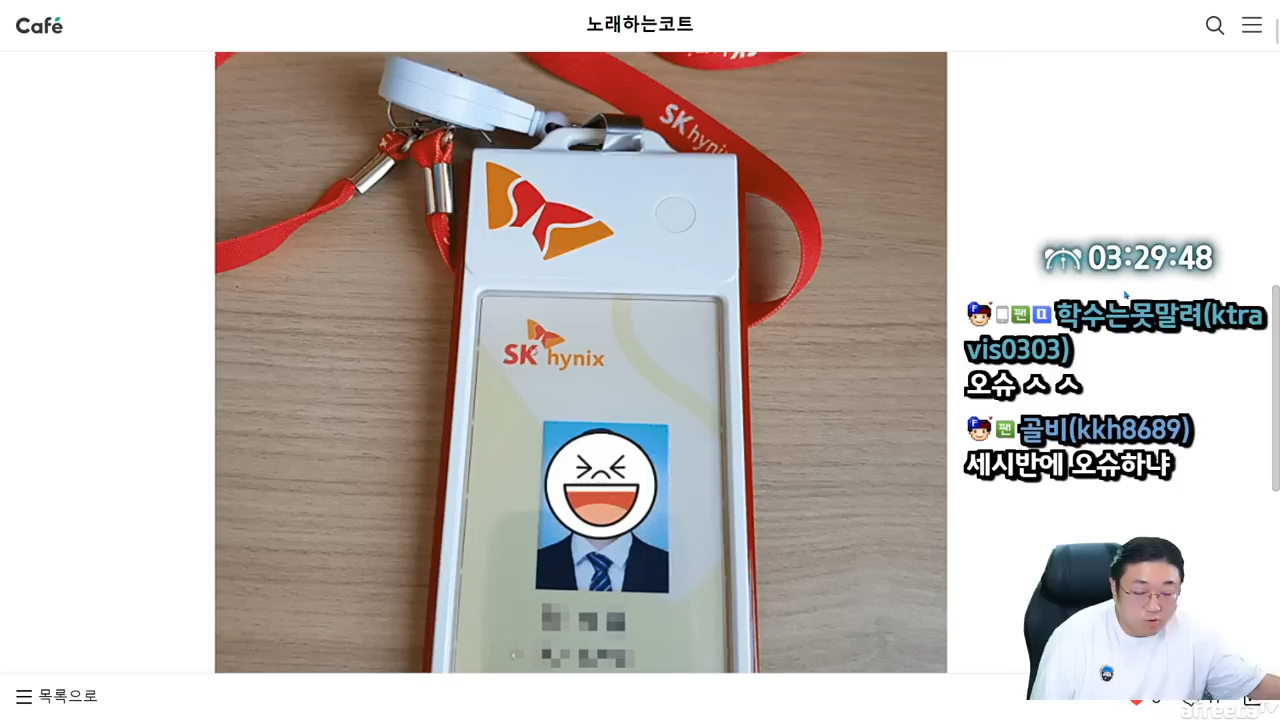 Café
노래하는코트
SK hynix
SK hynix
03:29:48
학수는못말려(ktra
vis0303)
오슈 ㅅ ㅅ
골비(kkh8689)
세시반에 오슈하냐
목록으로
afreecaTV